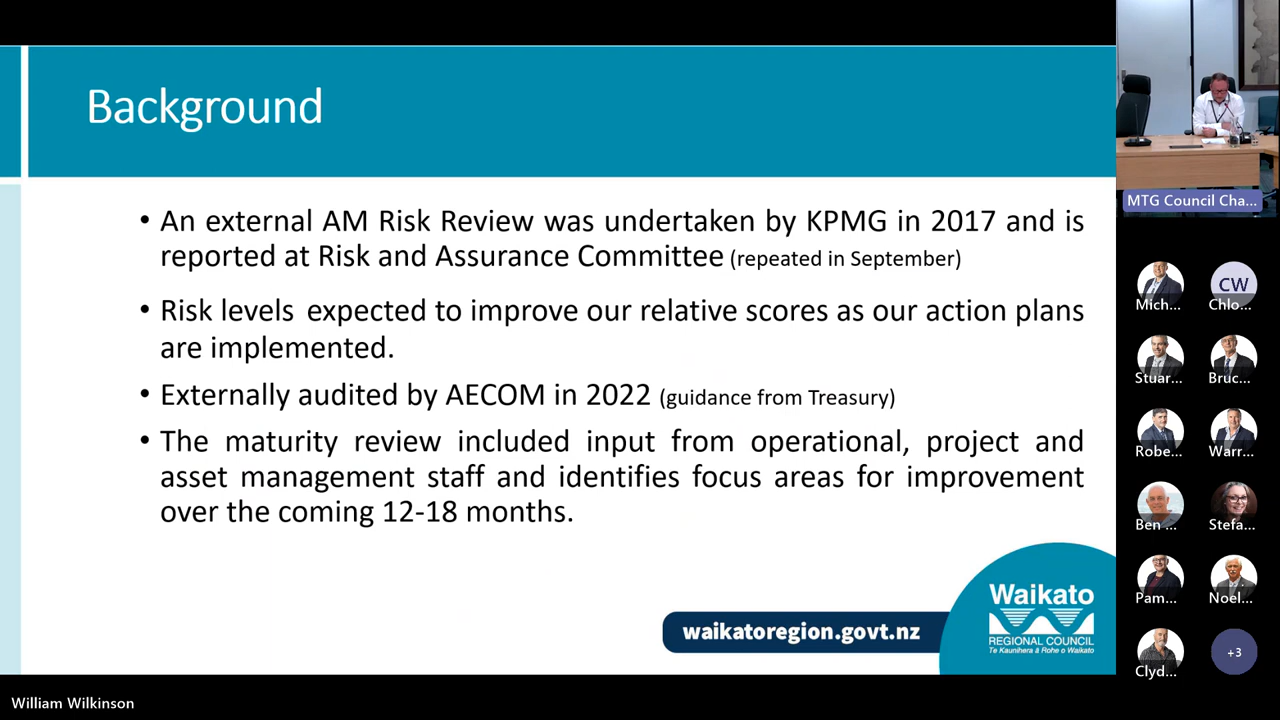 Background
• An external AM Risk Review was undertaken by KPMG in 2017 and is
reported at Risk and Assurance Committee (repeated in September)
• Risk levels expected to improve our relative scores as our action plans
are implemented.
• Externally audited by AECOM in 2022 (guidance from Treasury)
• The maturity review included input from operational, project and
asset management staff and identifies focus areas for improvement
over the coming 12-18 months.
waikatoregion.govt.nz
Waikato
REGIONAL COUNCIL
Te Kaunihera ā Rohe o Waikato
MTG Council Cha...
CW
Mich...
Chlo...
Stuar...
Bruc...
Robe...
Warr...
Ben ...
Stefa...
Pam...
Noel...
Clyd...
+3
William Wilkinson